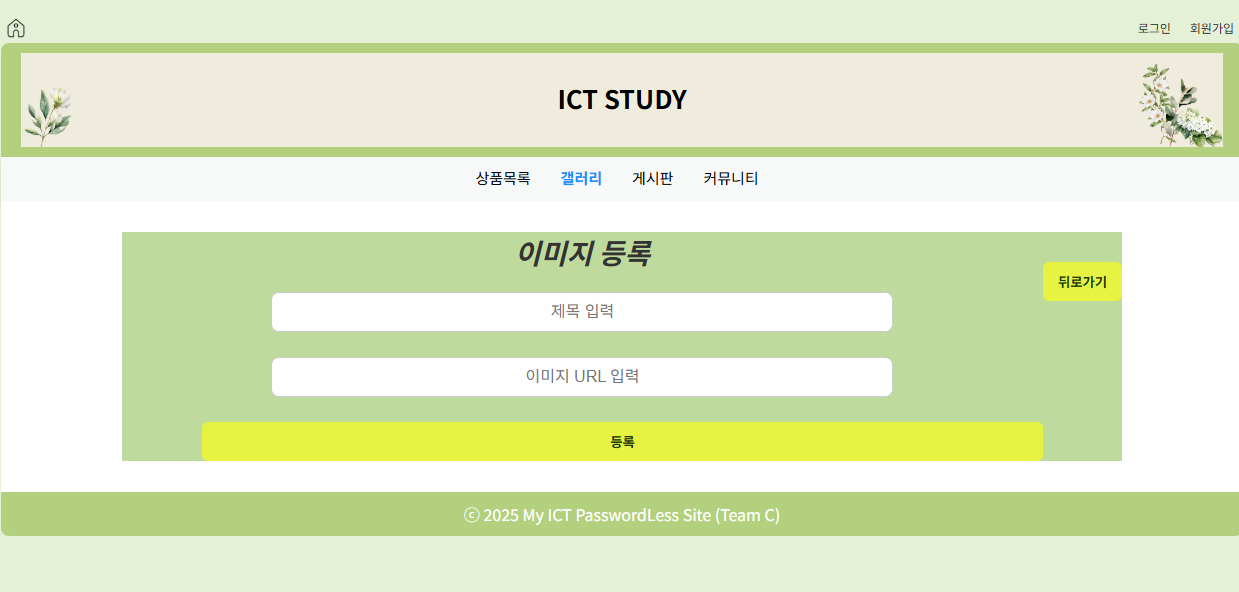 로그인 회원가입
ICT STUDY
상품목록 갤러리 게시판 커뮤니티
이미지 등록
뒤로가기
제목 입력
이미지 URL 입력
등록
ⓒ 2025 My ICT PasswordLess Site (Team C)